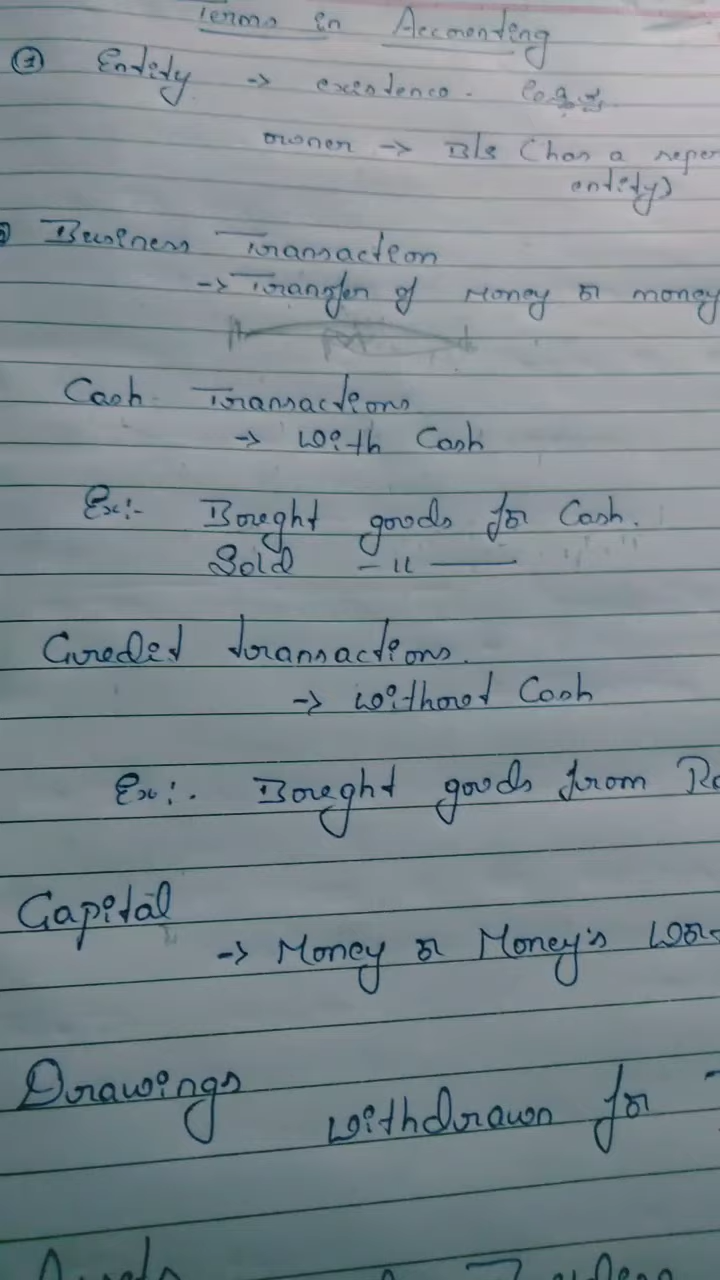 Terms in Accounting
① Entity → existence.
owner → B/s (has a
entity)
Business Transaction
→ Transfer of Money or money
Cash Transactions
→ with Cash
Ex:- Bought goods for Cash.
Sold -11-
Credit transactions.
→ without Cash
Ex:. Bought goods from
Capital
→ Money or Money's
Drawings
withdrawn for